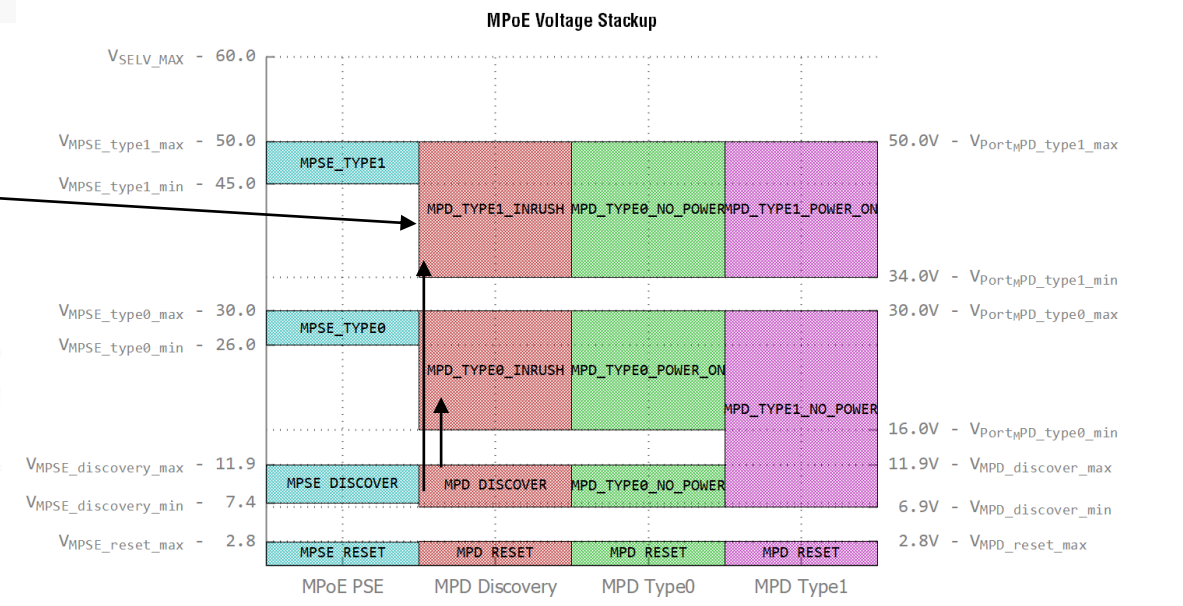 MPoE Voltage Stackup
VSELV_MAX - 60.0
VMPSE_type1_max - 50.0
50.0V - VPortMPD_type1_max
MPSE_TYPE1
VMPSE_type1_min - 45.0
MPD_TYPE1_INRUSH
MPD_TYPE0_NO_POWER
MPD_TYPE1_POWER_ON
34.0V - VPortMPD_type1_min
VMPSE_type0_max - 30.0
30.0V - VPortMPD_type0_max
MPSE_TYPE0
VMPSE_type0_min - 26.0
MPD_TYPE0_INRUSH
MPD_TYPE0_POWER_ON
MPD_TYPE1_NO_POWER
16.0V - VPortMPD_type0_min
VMPSE_discovery_max - 11.9
11.9V - VMPD_discover_max
MPSE DISCOVER
MPD DISCOVER
MPD_TYPE0_NO_POWER
VMPSE_discovery_min - 7.4
6.9V - VMPD_discover_min
VMPSE_reset_max - 2.8
2.8V - VMPD_reset_max
MPSE RESET
MPD RESET
MPD RESET
MPD RESET
MPoE PSE
MPD Discovery
MPD Type0
MPD Type1